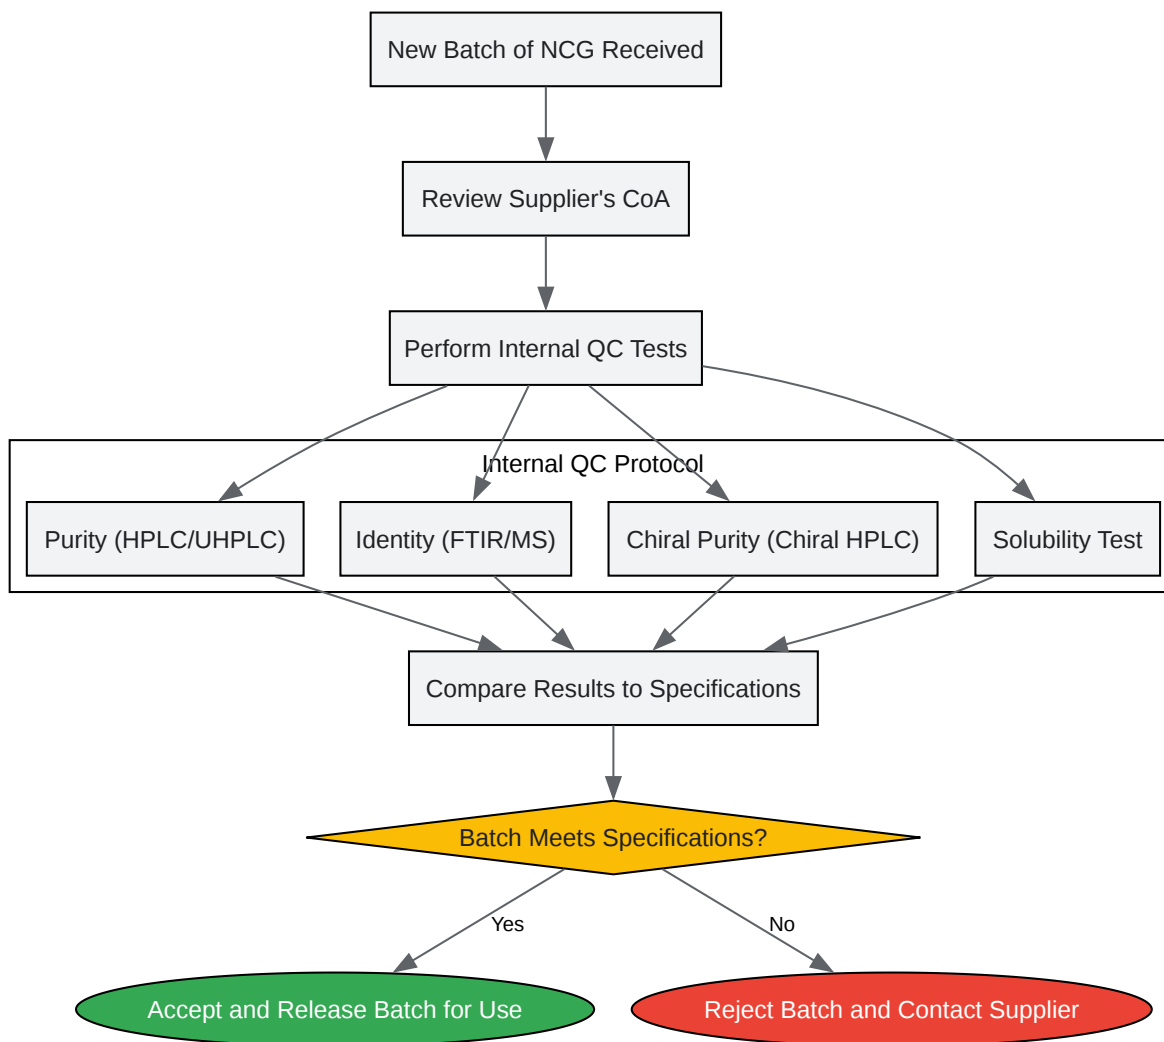 New Batch of NCG Received
Review Supplier's CoA
Perform Internal QC Tests
Internal QC Protocol
Purity (HPLC/UHPLC)
Identity (FTIR/MS)
Chiral Purity (Chiral HPLC)
Solubility Test
Compare Results to Specifications
Batch Meets Specifications?
Yes
No
Accept and Release Batch for Use
Reject Batch and Contact Supplier